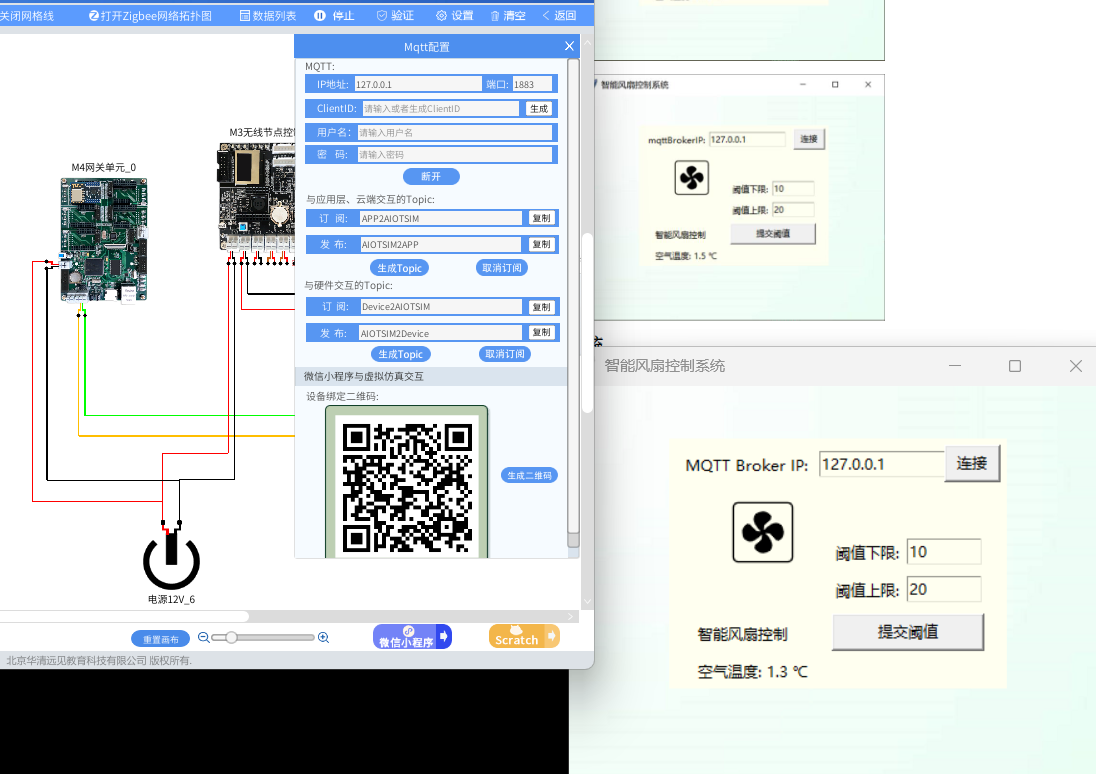 关闭网格线
打开Zigbee网络拓扑图
数据列表
停止
验证
设置
清空
返回
M4网关单元_0
M3无线节点控制
电源12V_6
Mqtt配置
MQTT:
IP地址: 127.0.0.1 端口: 1883
ClientID: 请输入或者生成ClientID 生成
用户名: 请输入用户名
密 码: 请输入密码
断开
与应用层、云端交互的Topic:
订 阅: APP2AIOTSIM 复制
发 布: AIOTSIM2APP 复制
生成Topic 取消订阅
与硬件交互的Topic:
订 阅: Device2AIOTSIM 复制
发 布: AIOTSIM2Device 复制
生成Topic 取消订阅
微信小程序与虚拟仿真交互
设备绑定二维码:
生成二维码
重置画布
微信小程序
Scratch
北京华清远见教育科技有限公司 版权所有.
智能风扇控制系统
mqttBrokerIP: 127.0.0.1 连接
阈值下限: 10
阈值上限: 20
智能风扇控制 提交阈值
空气温度: 1.5 ℃
智能风扇控制系统
MQTT Broker IP: 127.0.0.1 连接
阈值下限: 10
阈值上限: 20
智能风扇控制 提交阈值
空气温度: 1.3 ℃